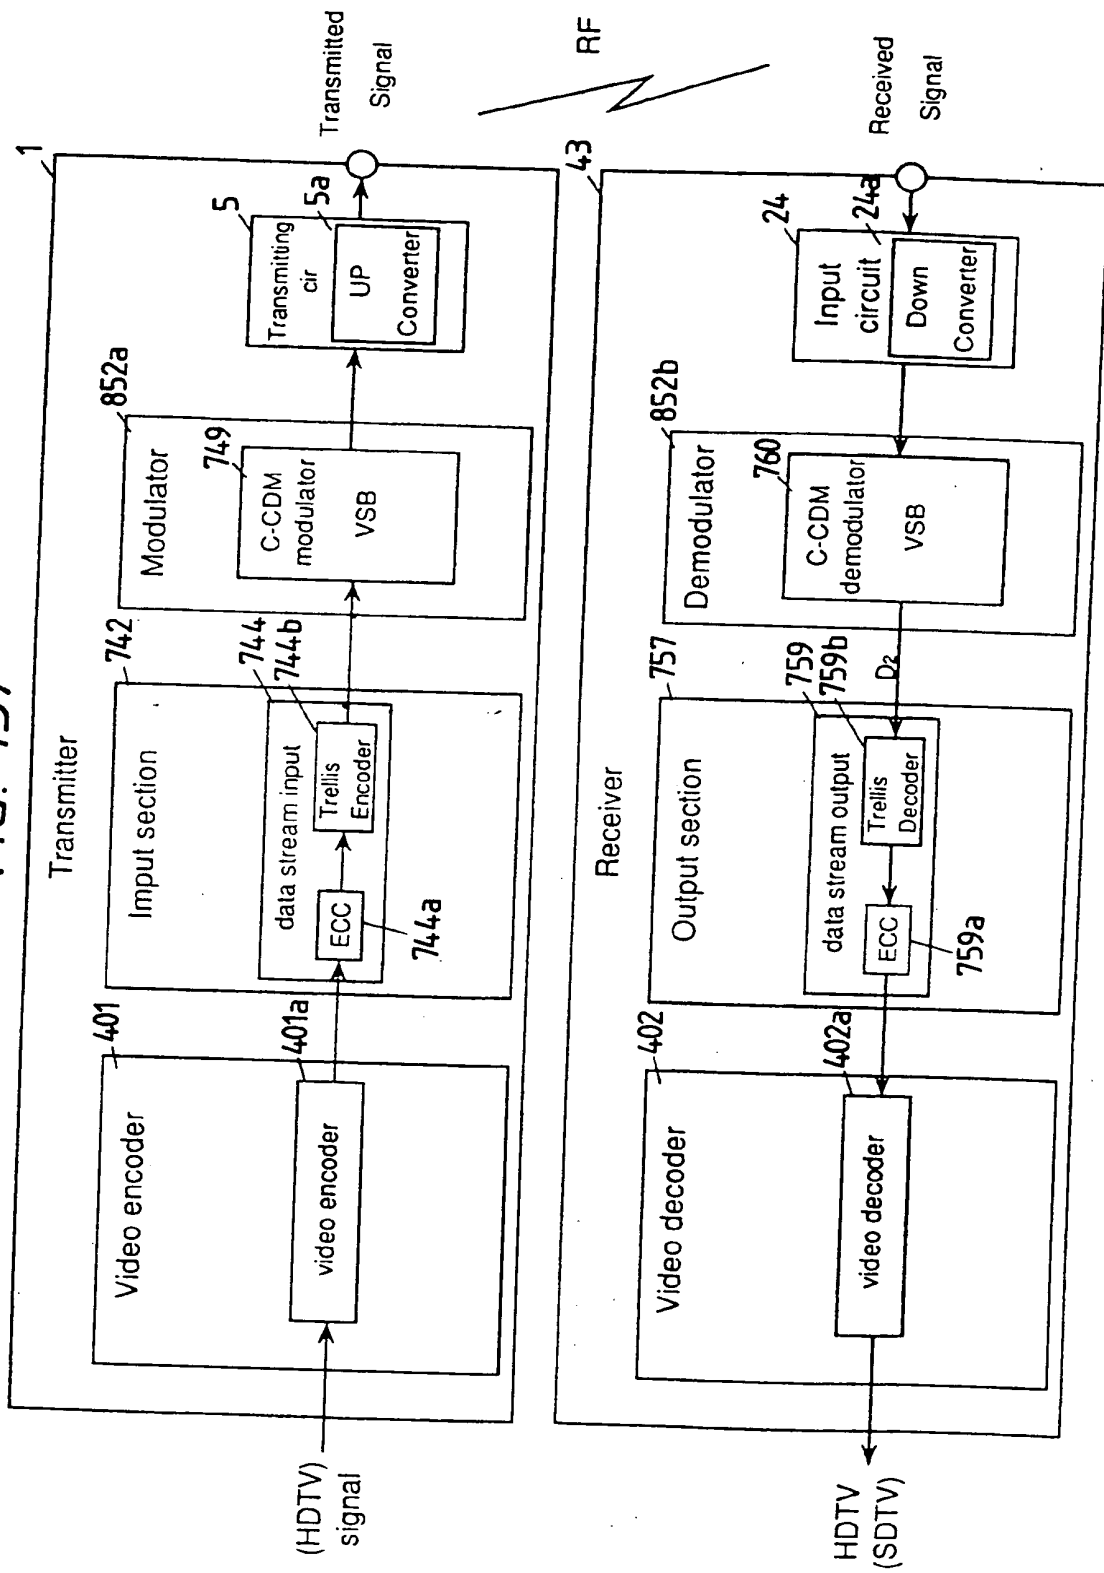 Transmitter
1
Video encoder
401
video encoder
401a
(HDTV)
signal
Imput section
742
data stream input
744
744b
ECC
744a
Trellis
Encoder
Modulator
852a
749
C-CDM
modulator
VSB
5
Transmitting
cir
5a
UP
Converter
Transmitted
Signal
RF
Receiver
43
Video decoder
402
video decoder
402a
HDTV
(SDTV)
Output section
757
data stream output
759
759b
ECC
759a
Trellis
Decoder
D2
Demodulator
852b
760
C-CDM
demodulator
VSB
24
Input
circuit
24a
Down
Converter
Received
Signal